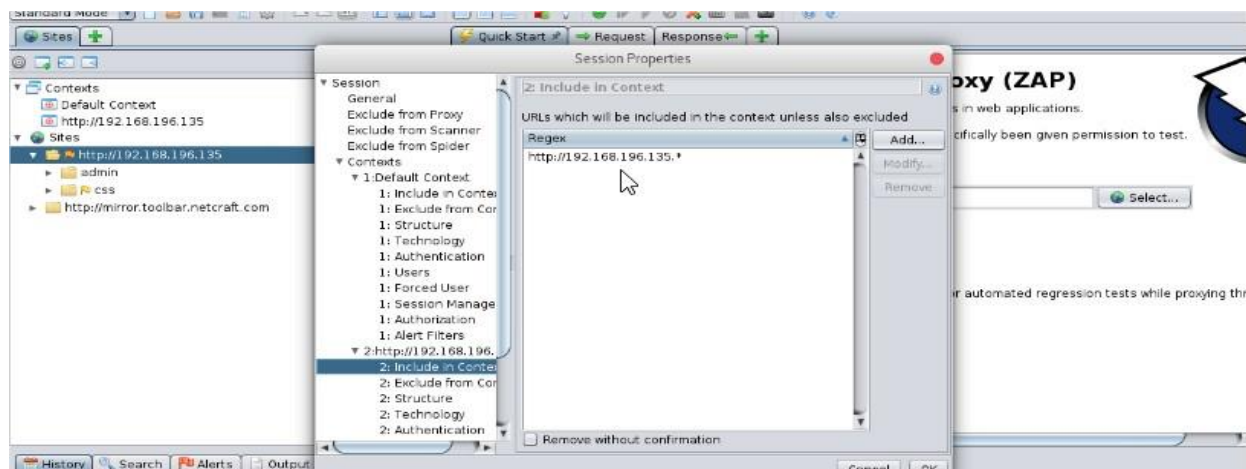 Standard Mode
Sites
Quick Start
Request
Response
Session Properties
Contexts
Default Context
http://192.168.196.135
Sites
http://192.168.196.135
admin
css
http://mirror.toolbar.netcraft.com
Session
General
Exclude from Proxy
Exclude from Scanner
Exclude from Spider
Contexts
1:Default Context
1: Include in Contex
1: Exclude from Cor
1: Structure
1: Technology
1: Authentication
1: Users
1: Forced User
1: Session Manage
1: Authorization
1: Alert Filters
2:http://192.168.196.
2: Include in Contex
2: Exclude from Cor
2: Structure
2: Technology
2: Authentication
2: Include in Context
URLs which will be included in the context unless also excluded
Regex
http://192.168.196.135.*
Add...
Modify...
Remove
Remove without confirmation
Cancel
OK
oxy (ZAP)
s in web applications.
cifically been given permission to test.
Select...
r automated regression tests while proxying thr
History
Search
Alerts
Output